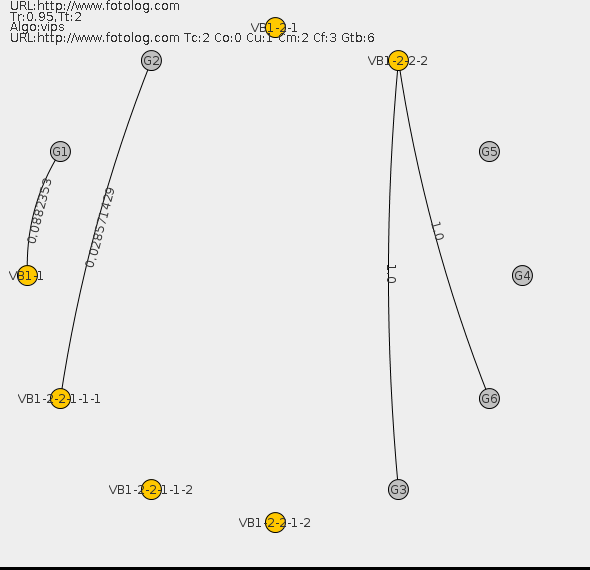 URL:http://www.fotolog.com
Tr:0.95,Tt:2
Algo:vips
URL:http://www.fotolog.com Tc:2 Co:0 Cu:1 Cm:2 Cf:3 Gtb:6
VB1-2-1
G2
VB1-2-2-2
G1
G5
0.0882353
0.028571429
1.0
1.0
VB1-1
G4
VB1-2-2-1-1-1
G6
VB1-2-2-1-1-2
G3
VB1-2-2-1-2